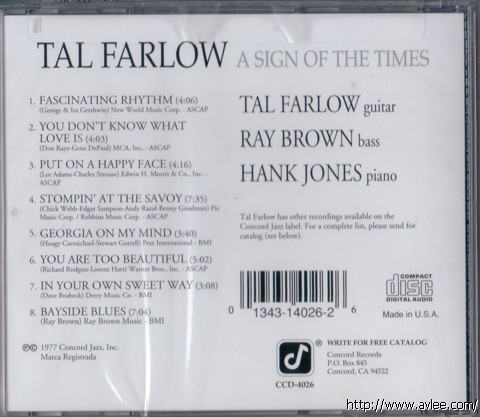 TAL FARLOW A SIGN OF THE TIMES
1. FASCINATING RHYTHM (4:06)
(George & Ira Gershwin) New World Music Corp. - ASCAP
2. YOU DON'T KNOW WHAT
LOVE IS (4:03)
(Don Raye-Gene DePaul) MCA, Inc. -
ASCAP
3. PUT ON A HAPPY FACE (4:16)
(Lee Adams-Charles Strouse) Edwin H. Morris & Co., Inc. -
ASCAP
4. STOMPIN' AT THE SAVOY (7:35)
(Chick Webb-Edgar Sampson-Andy Razaf-Benny Goodman) Pic
Music Corp. / Robbins Music Corp. - ASCAP
5. GEORGIA ON MY MIND (3:40)
(Hoagy Carmichael-Stewart Gorrell) Peer International - BMI
6. YOU ARE TOO BEAUTIFUL (5:02)
(Richard Rodgers-Lorenz Hart) Warner Bros., Inc. - ASCAP
7. IN YOUR OWN SWEET WAY (3:08)
(Dave Brubeck) Derry Music Co. - BMI
8. BAYSIDE BLUES (7:04)
(Ray Brown) Ray Brown Music - BMI
℗© 1977 Concord Jazz, Inc.
Marca Registrada
TAL FARLOW guitar
RAY BROWN bass
HANK JONES piano
Tal Farlow has other recordings available on the
Concord Jazz label. For a complete list, please send for
catalog (see below).
0 1343-14026-2 6
COMPACT
disc
DIGITAL AUDIO
Made in U.S.A.
CCD-4026
WRITE FOR FREE CATALOG
Concord Records
P.O. Box 845
Concord, CA 94522
http://www.avlee.com/